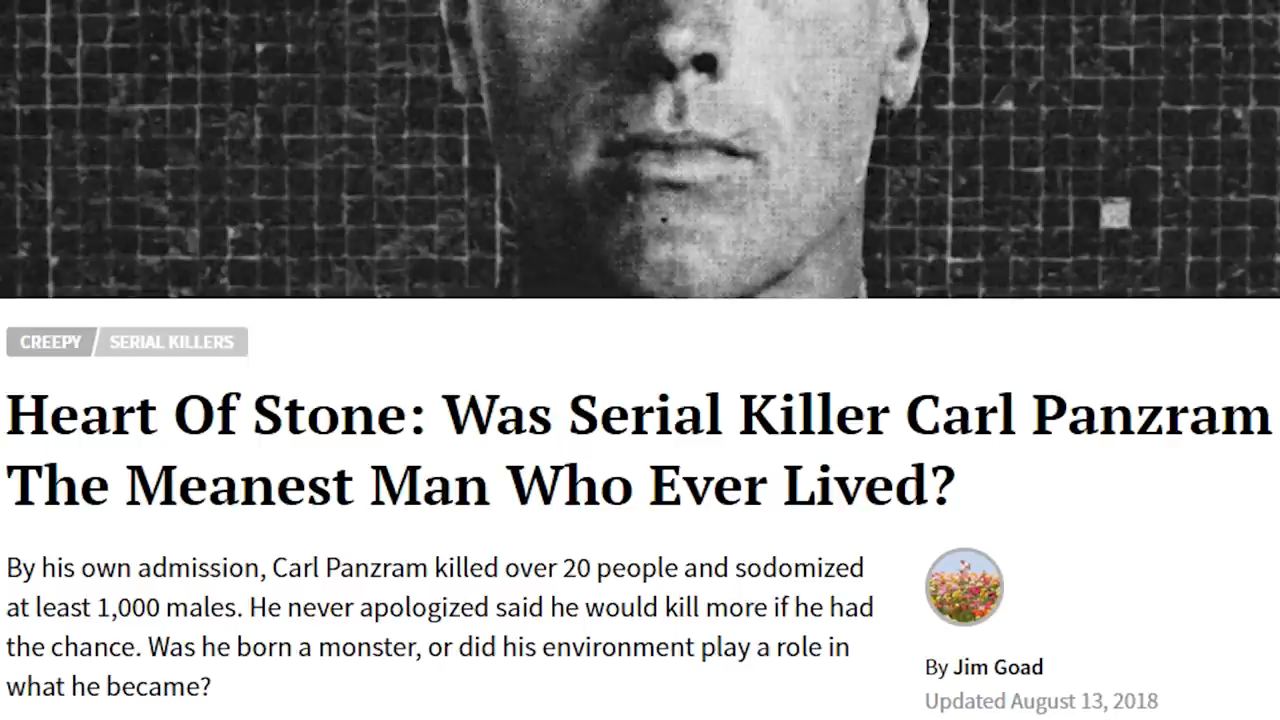 CREEPY SERIAL KILLERS
Heart Of Stone: Was Serial Killer Carl Panzram
The Meanest Man Who Ever Lived?
By his own admission, Carl Panzram killed over 20 people and sodomized
at least 1,000 males. He never apologized said he would kill more if he had
the chance. Was he born a monster, or did his environment play a role in
what he became?
By Jim Goad
Updated August 13, 2018